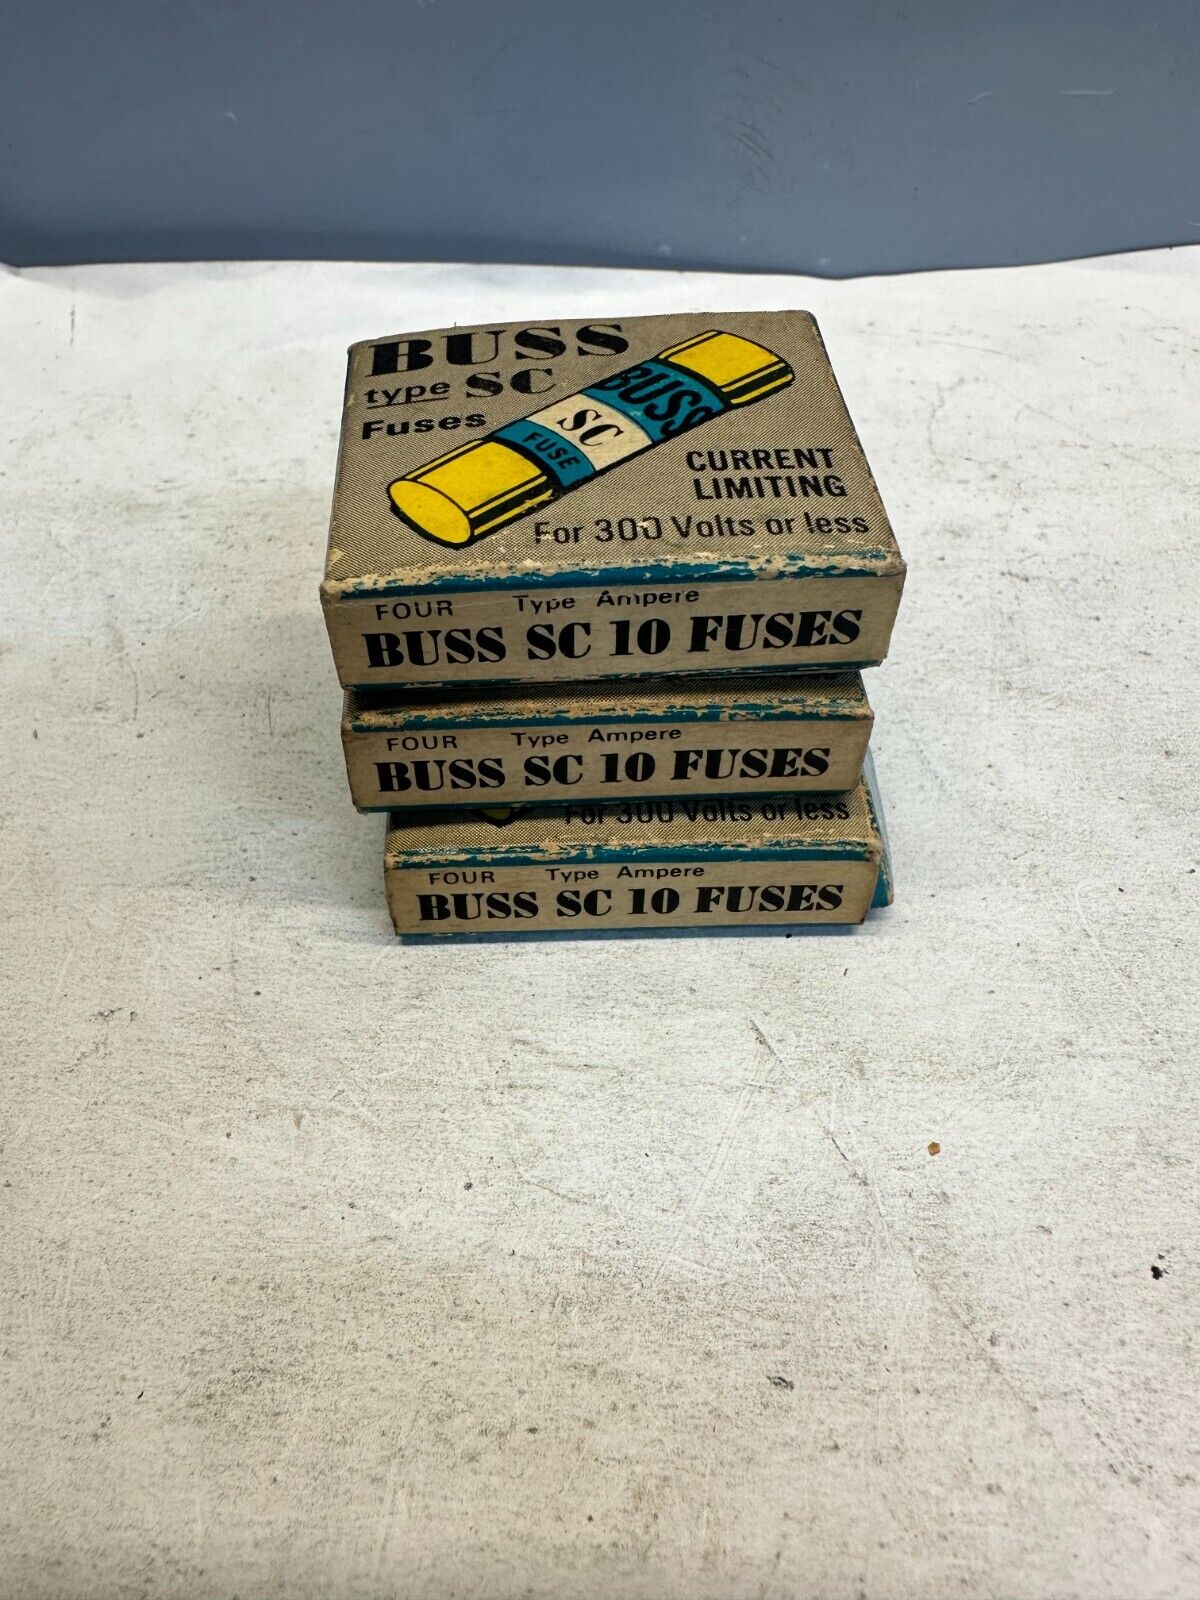 BUSS
type SC
Fuses
BUSS
SC
FUSE
CURRENT
LIMITING
For 300 Volts or less
FOUR Type Ampere
BUSS SC 10 FUSES
FOUR Type Ampere
BUSS SC 10 FUSES
For 300 Volts or less
FOUR Type Ampere
BUSS SC 10 FUSES